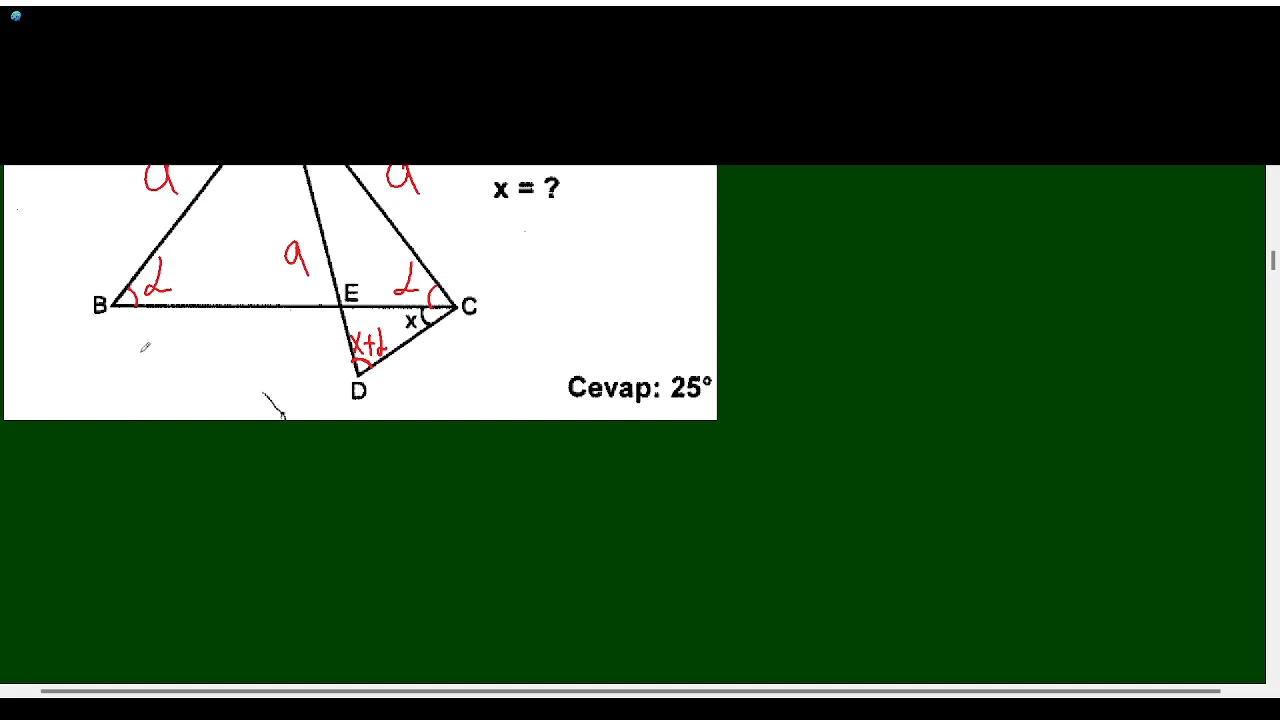 a a
x = ?
a
α α
B E C
x
x+α
D
Cevap: 25°